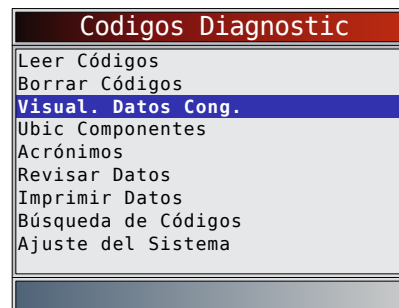 Codigos Diagnostic
Leer Códigos
Borrar Códigos
Visual. Datos Cong.
Ubic Componentes
Acrónimos
Revisar Datos
Imprimir Datos
Búsqueda de Códigos
Ajuste del Sistema